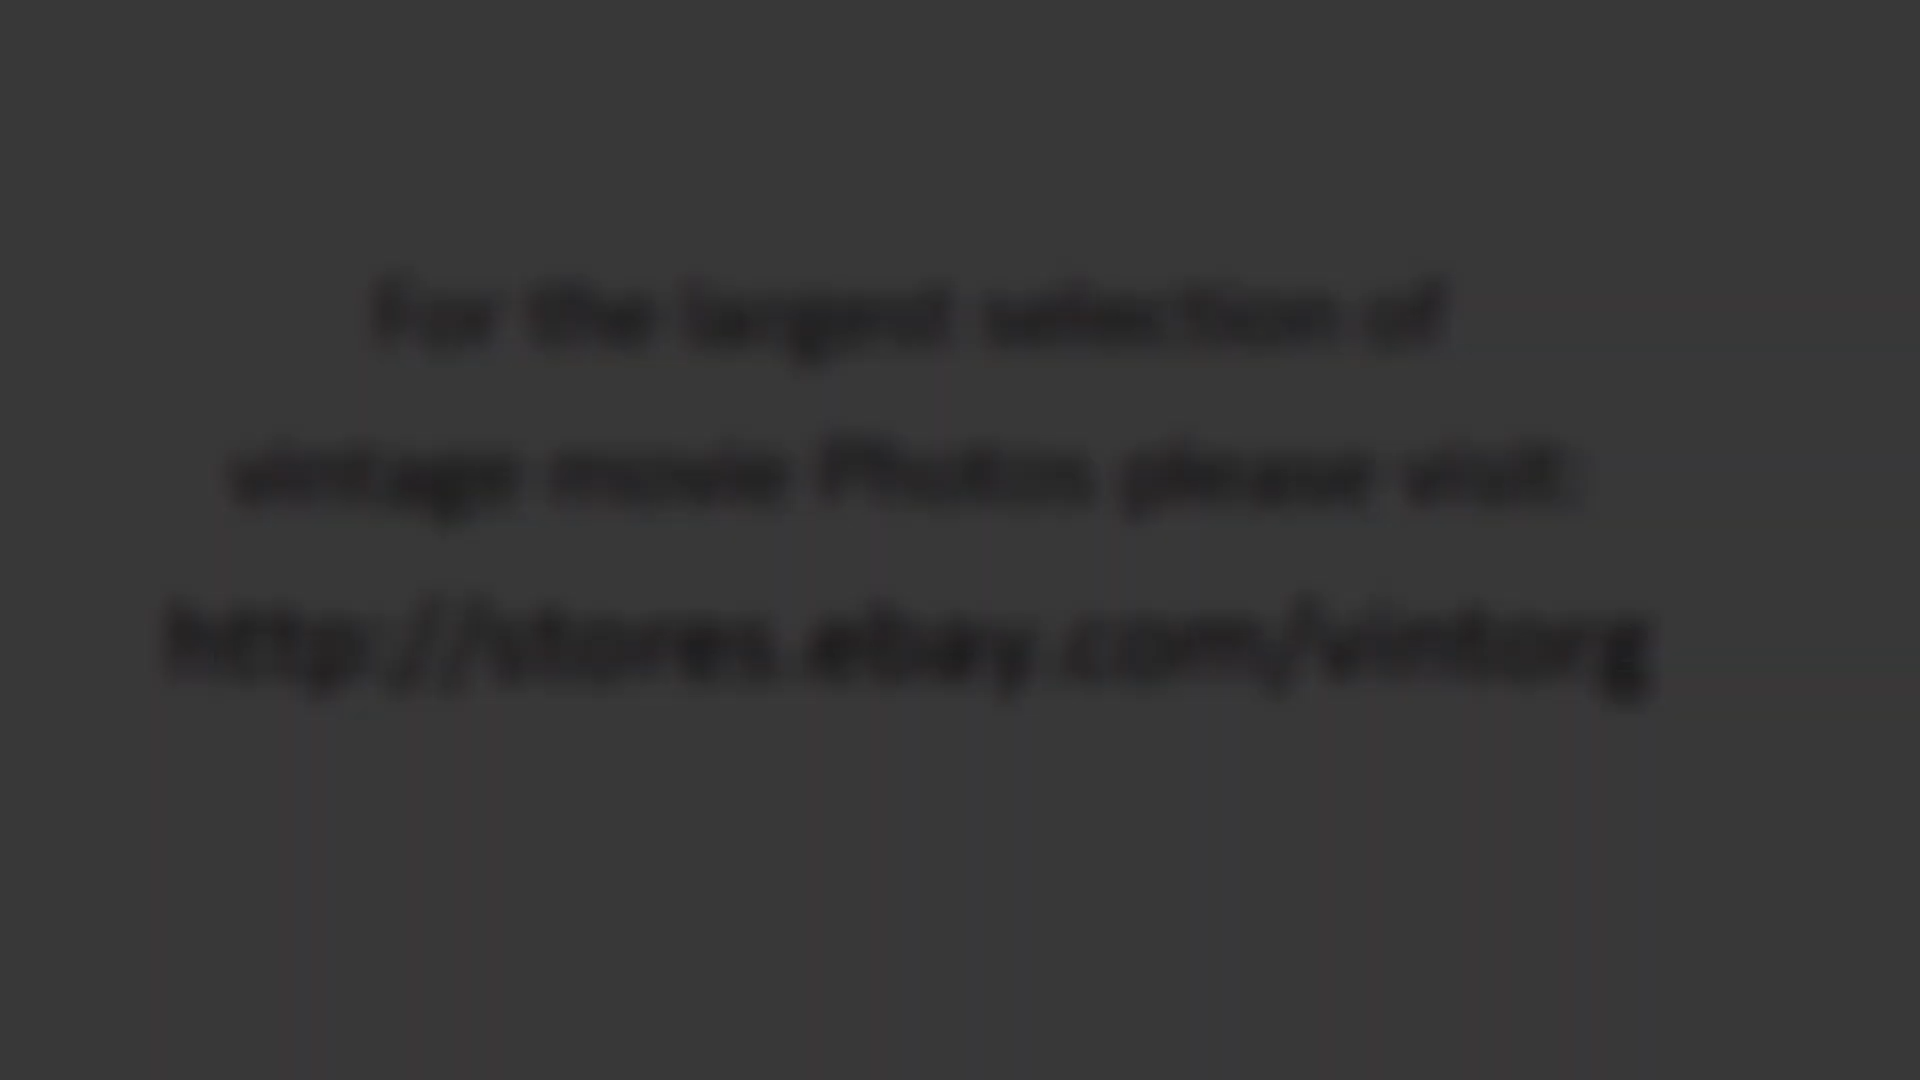 For the largest selection of
vintage movie Photos please visit:
http://stores.ebay.com/vintorg